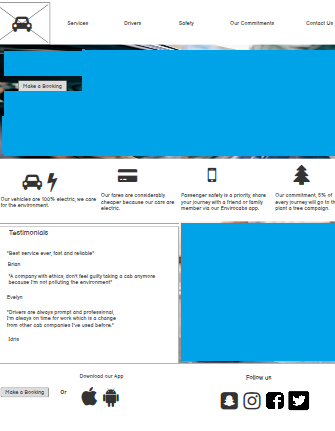 Services Drivers Safety Our Commitments Contact Us
Make a Booking
Our vehicles are 100% electric, we care
for the environment.
Our fares are considerably
cheaper because our cars are
electric.
Passenger safety is a priority, share
your journey with a friend or family
member via our Envirocabs app.
Our commitment, 5% of
every journey will go to th
plant a tree campaign.
Testimonials
"Best service ever, fast and reliable"
Brian
"A company with ethics, don't feel guilty taking a cab anymore
because I'm not polluting the environment"
Evelyn
"Drivers are always prompt and professional,
I'm always on time for work which is a change
from other cab companies I've used before."
Idris
Download our App
Follow us
Make a Booking Or